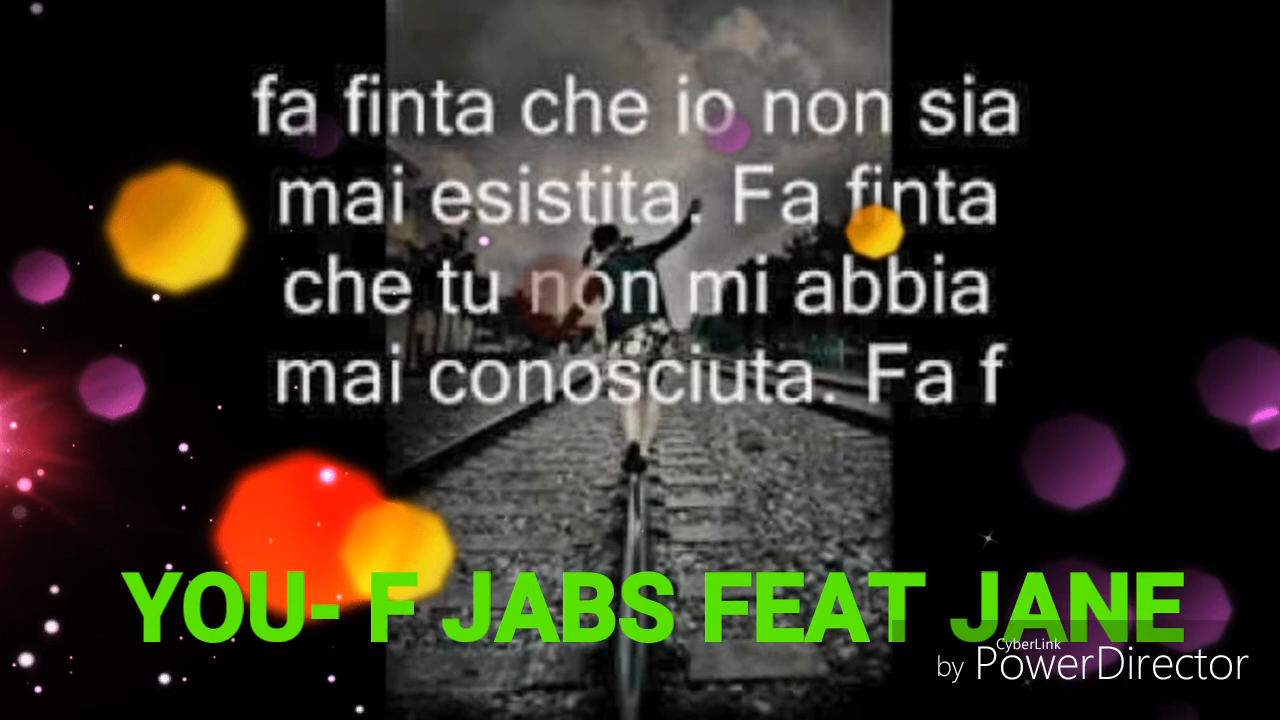 fa finta che io non sia
mai esistita. Fa finta
che tu non mi abbia
mai conosciuta. Fa f
YOU- F JABS FEAT JANE
CyberLink
by PowerDirector